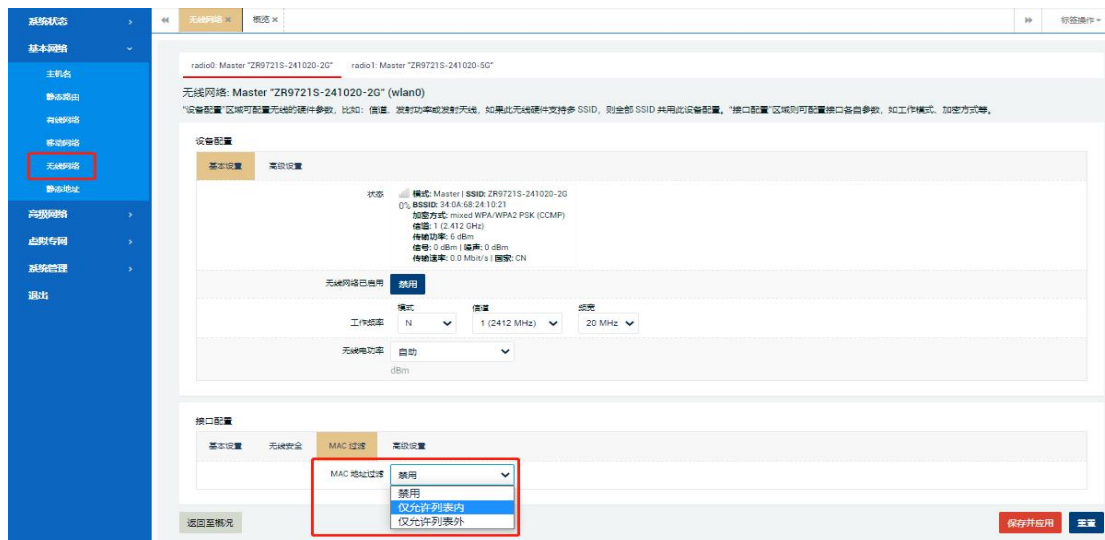 系统状态
基本网络
主机名
静态路由
有线网络
移动网络
无线网络
静态地址
高级网络
虚拟专网
系统管理
退出
无线网络 ×
概览 ×
标签操作
radio0: Master "ZR9721S-241020-2G"
radio1: Master "ZR9721S-241020-5G"
无线网络: Master "ZR9721S-241020-2G" (wlan0)
"设备配置"区域可配置无线的硬件参数，比如：信道、发射功率或发射天线，如果此无线硬件支持多 SSID，则全部 SSID 共用此设备配置。"接口配置"区域则可配置接口各自参数，如工作模式、加密方式等。
设备配置
基本设置 高级设置
状态
模式: Master | SSID: ZR9721S-241020-2G
0% BSSID: 34:0A:68:24:10:21
加密方式: mixed WPA/WPA2 PSK (CCMP)
信道: 1 (2.412 GHz)
传输功率: 6 dBm
信号: 0 dBm | 噪声: 0 dBm
传输速率: 0.0 Mbit/s | 国家: CN
无线网络已启用 禁用
模式 信道 频宽
工作频率 N 1 (2412 MHz) 20 MHz
无线电功率 自动
dBm
接口配置
基本设置 无线安全 MAC 过滤 高级设置
MAC 地址过滤 禁用
禁用
仅允许列表内
仅允许列表外
返回至概况 保存并应用 重置